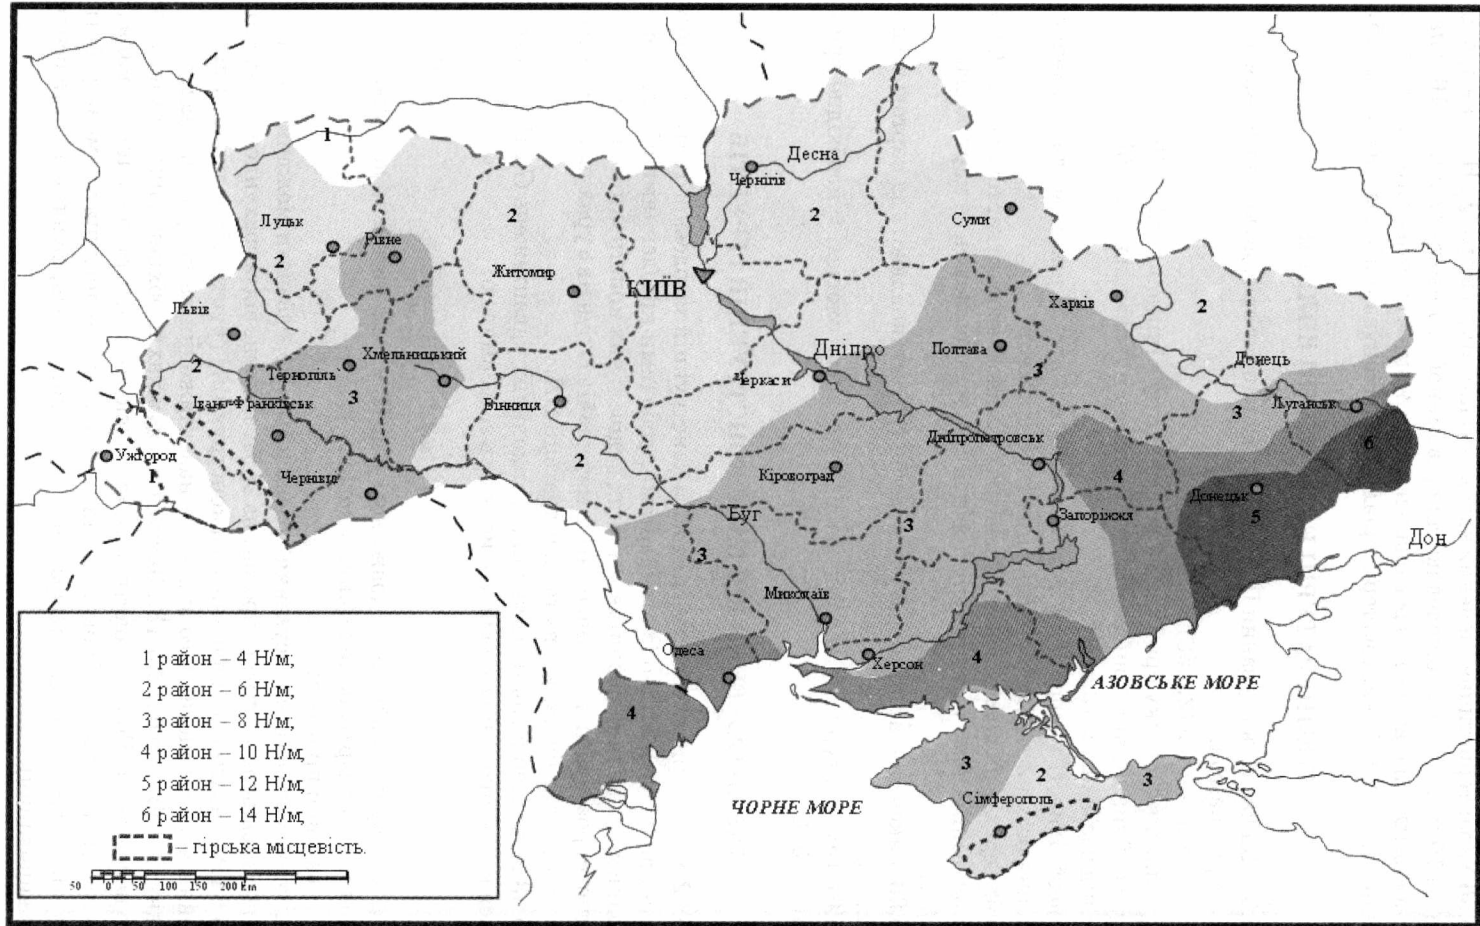 1
Десна
Чернігів
2
2
Суми
Луцьк
Рівне
2
Житомир
КИЇВ
Харків
2
Львів
Дніпро
Полтава
Донець
2
Хмельницький
Тернопіль
Черкаси
3
Івано-Франківськ
3
Вінниця
3
Луганськ
Дніпропетровськ
6
Ужгород
1
Чернівці
2
Кіровоград
4
Донецьк
Буг
3
Запоріжжя
5
Дон
3
Миколаїв
Одеса
Херсон
4
АЗОВСЬКЕ МОРЕ
4
3
2
3
Сімферополь
ЧОРНЕ МОРЕ
1 район – 4 Н/м;
2 район – 6 Н/м;
3 район – 8 Н/м;
4 район – 10 Н/м;
5 район – 12 Н/м;
6 район – 14 Н/м;
– гірська місцевість.
50 0 50 100 150 200 Km